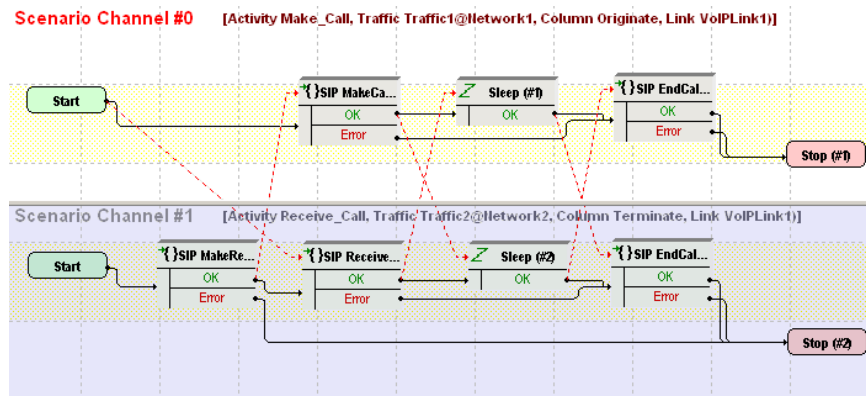 Scenario Channel #0 [Activity Make_Call, Traffic Traffic1@Network1, Column Originate, Link VoIPLink1)]
Start
{}SIP MakeCa...
OK
Error
Sleep (#1)
OK
{}SIP EndCal...
OK
Error
Stop (#1)
Scenario Channel #1 [Activity Receive_Call, Traffic Traffic2@Network2, Column Terminate, Link VoIPLink1)]
Start
{}SIP MakeRe...
OK
Error
{}SIP Receive...
OK
Error
Sleep (#2)
OK
{}SIP EndCal...
OK
Error
Stop (#2)